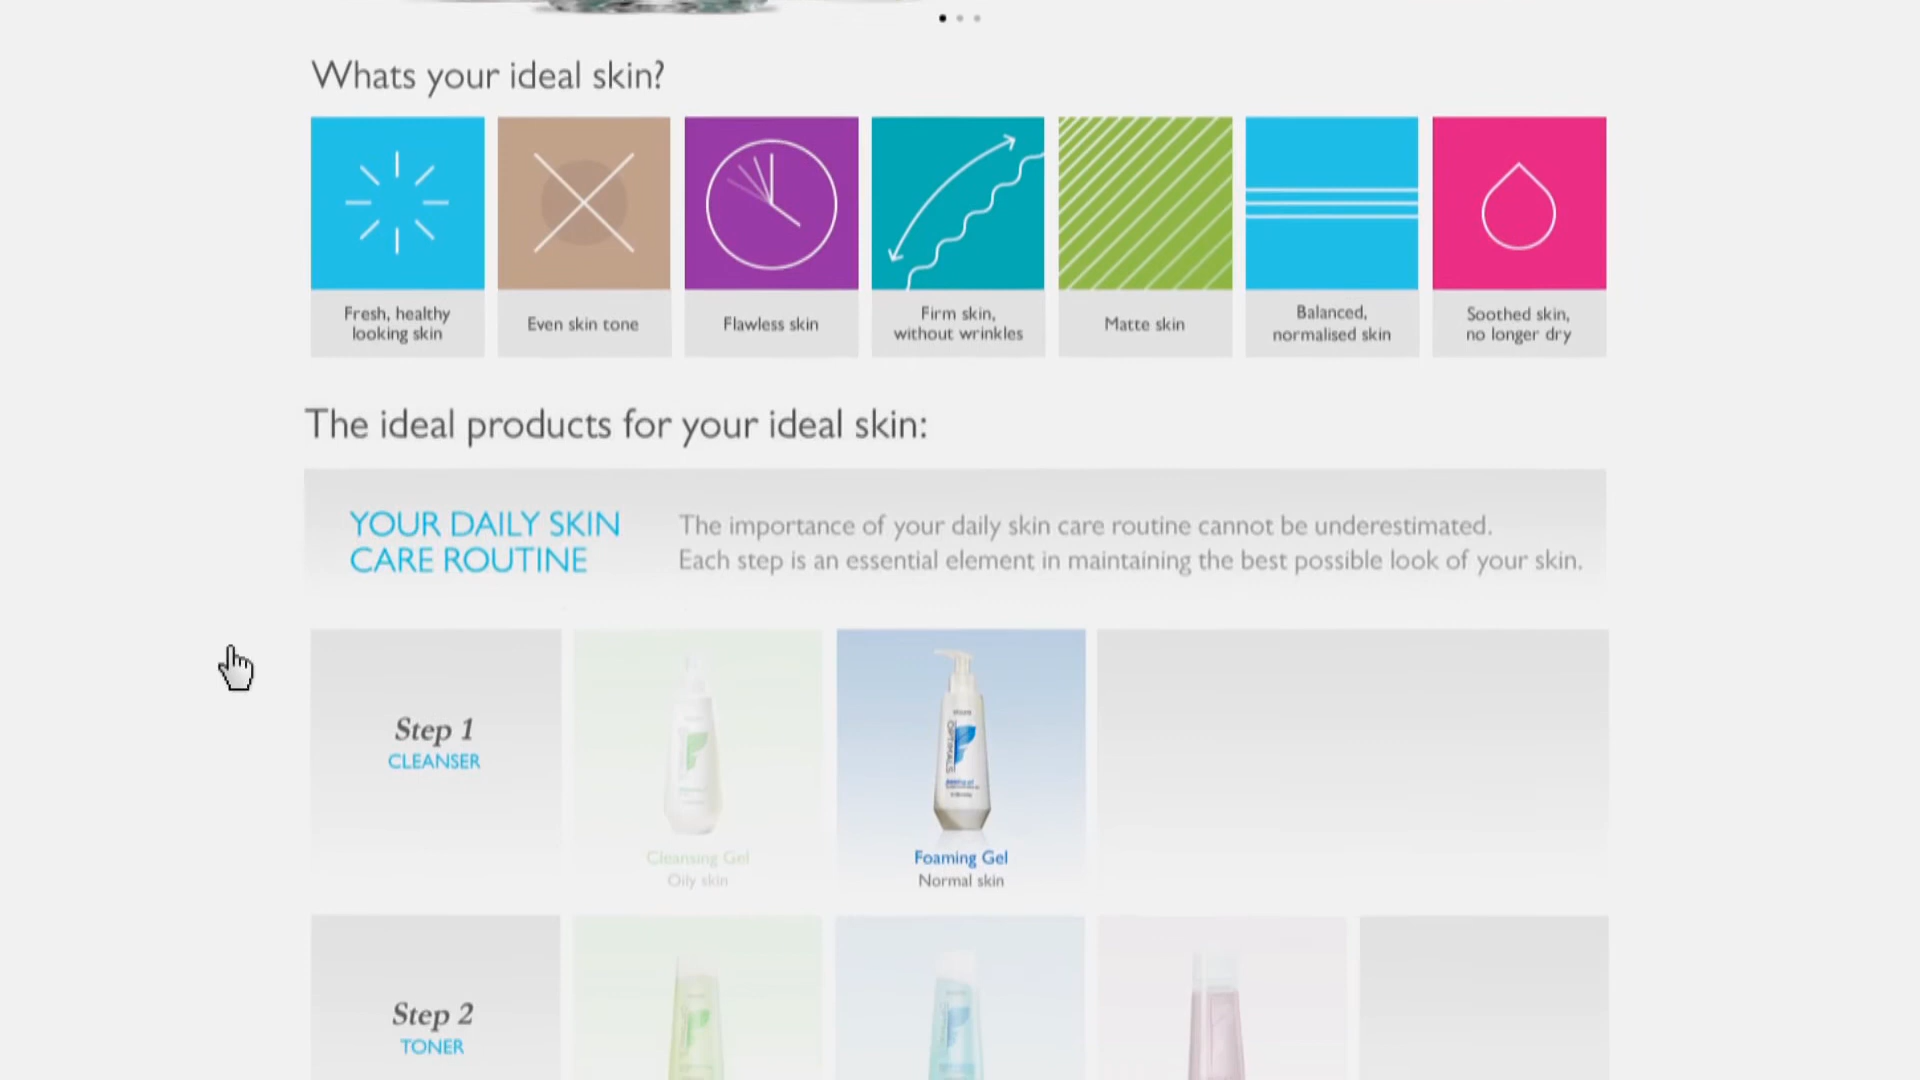 Whats your ideal skin?
Fresh, healthy
looking skin
Even skin tone
Flawless skin
Firm skin,
without wrinkles
Matte skin
Balanced,
normalised skin
Soothed skin,
no longer dry
The ideal products for your ideal skin:
YOUR DAILY SKIN
CARE ROUTINE
The importance of your daily skin care routine cannot be underestimated.
Each step is an essential element in maintaining the best possible look of your skin.
Step 1
CLEANSER
Cleansing Gel
Oily skin
OPTIMALS
Foaming Gel
Normal skin
Step 2
TONER